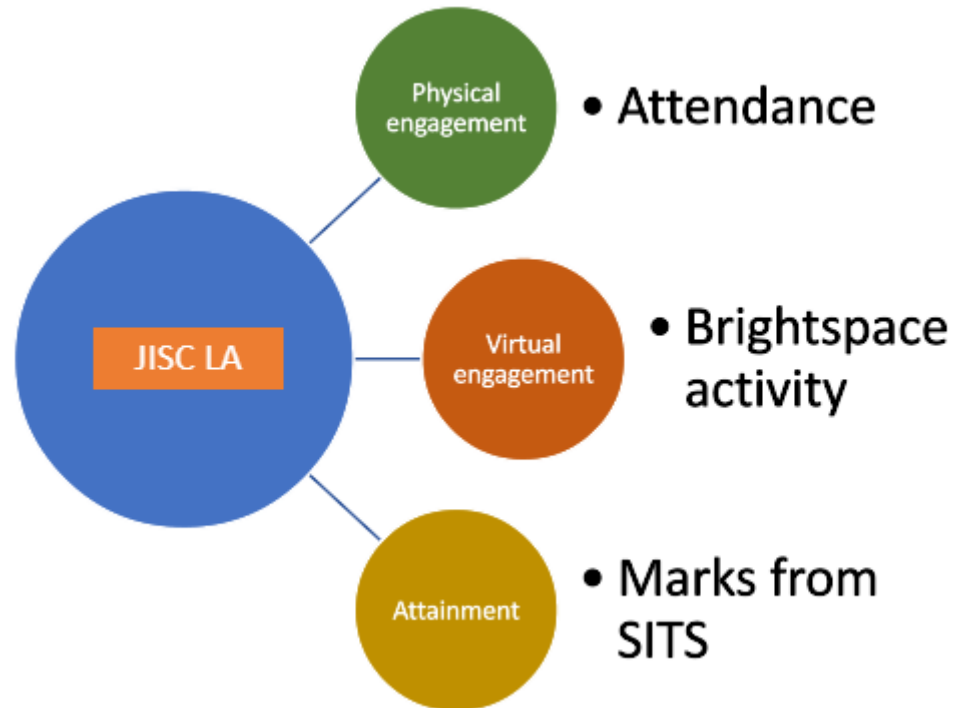 Physical
engagement
• Attendance
JISC LA
Virtual
engagement
• Brightspace
activity
Attainment
• Marks from
SITS